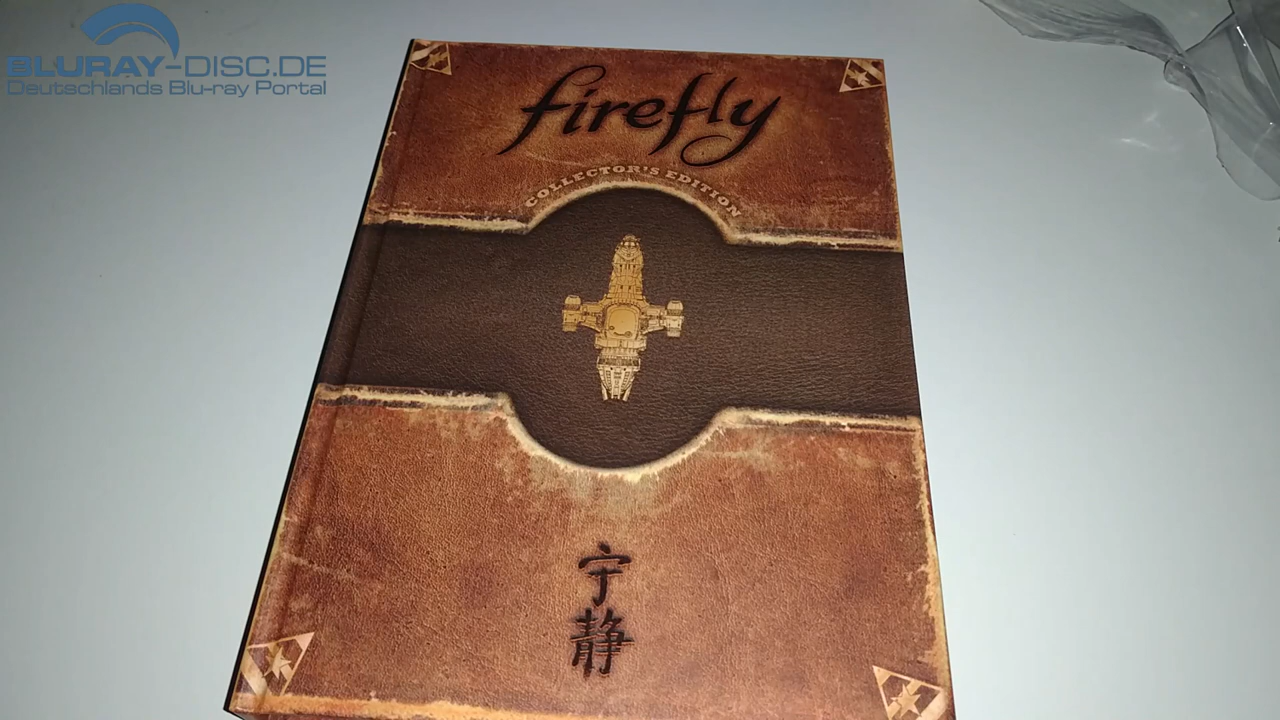 BLURAY-DISC.DE
Deutschlands Blu-ray Portal
firefly
COLLECTOR'S EDITION
宁
静